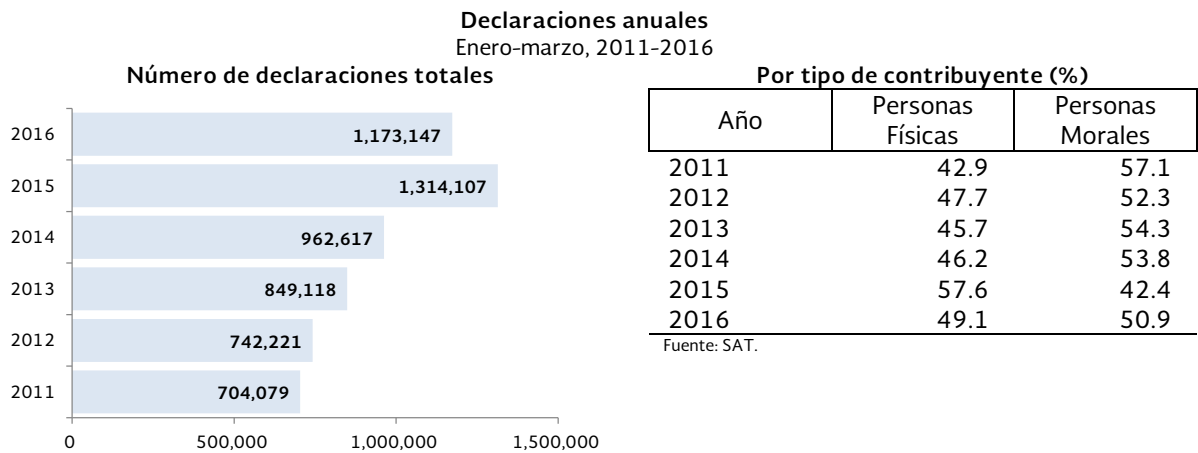 Declaraciones anuales
Enero-marzo, 2011-2016
Número de declaraciones totales
2016 1,173,147
2015 1,314,107
2014 962,617
2013 849,118
2012 742,221
2011 704,079
0 500,000 1,000,000 1,500,000
Por tipo de contribuyente (%)
Año Personas Físicas Personas Morales
2011 42.9 57.1
2012 47.7 52.3
2013 45.7 54.3
2014 46.2 53.8
2015 57.6 42.4
2016 49.1 50.9
Fuente: SAT.